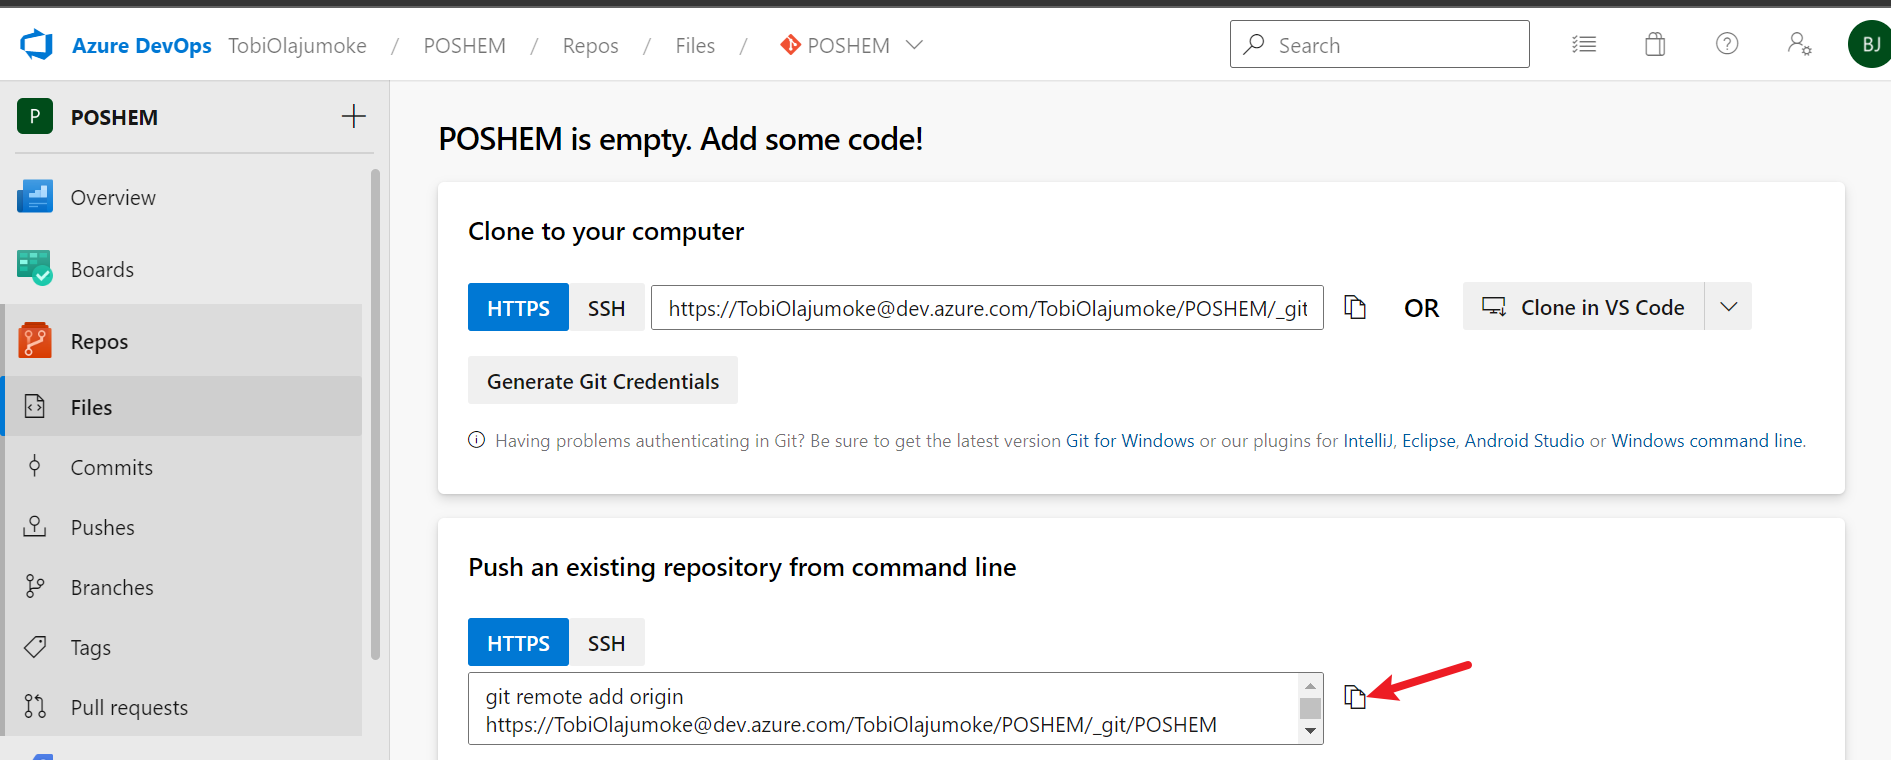 Azure DevOps TobiOlajumoke / POSHEM / Repos / Files / POSHEM
Search
BJ
P POSHEM
Overview
Boards
Repos
Files
Commits
Pushes
Branches
Tags
Pull requests
POSHEM is empty. Add some code!
Clone to your computer
HTTPS SSH https://TobiOlajumoke@dev.azure.com/TobiOlajumoke/POSHEM/_git OR Clone in VS Code
Generate Git Credentials
Having problems authenticating in Git? Be sure to get the latest version Git for Windows or our plugins for IntelliJ, Eclipse, Android Studio or Windows command line.
Push an existing repository from command line
HTTPS SSH
git remote add origin
https://TobiOlajumoke@dev.azure.com/TobiOlajumoke/POSHEM/_git/POSHEM